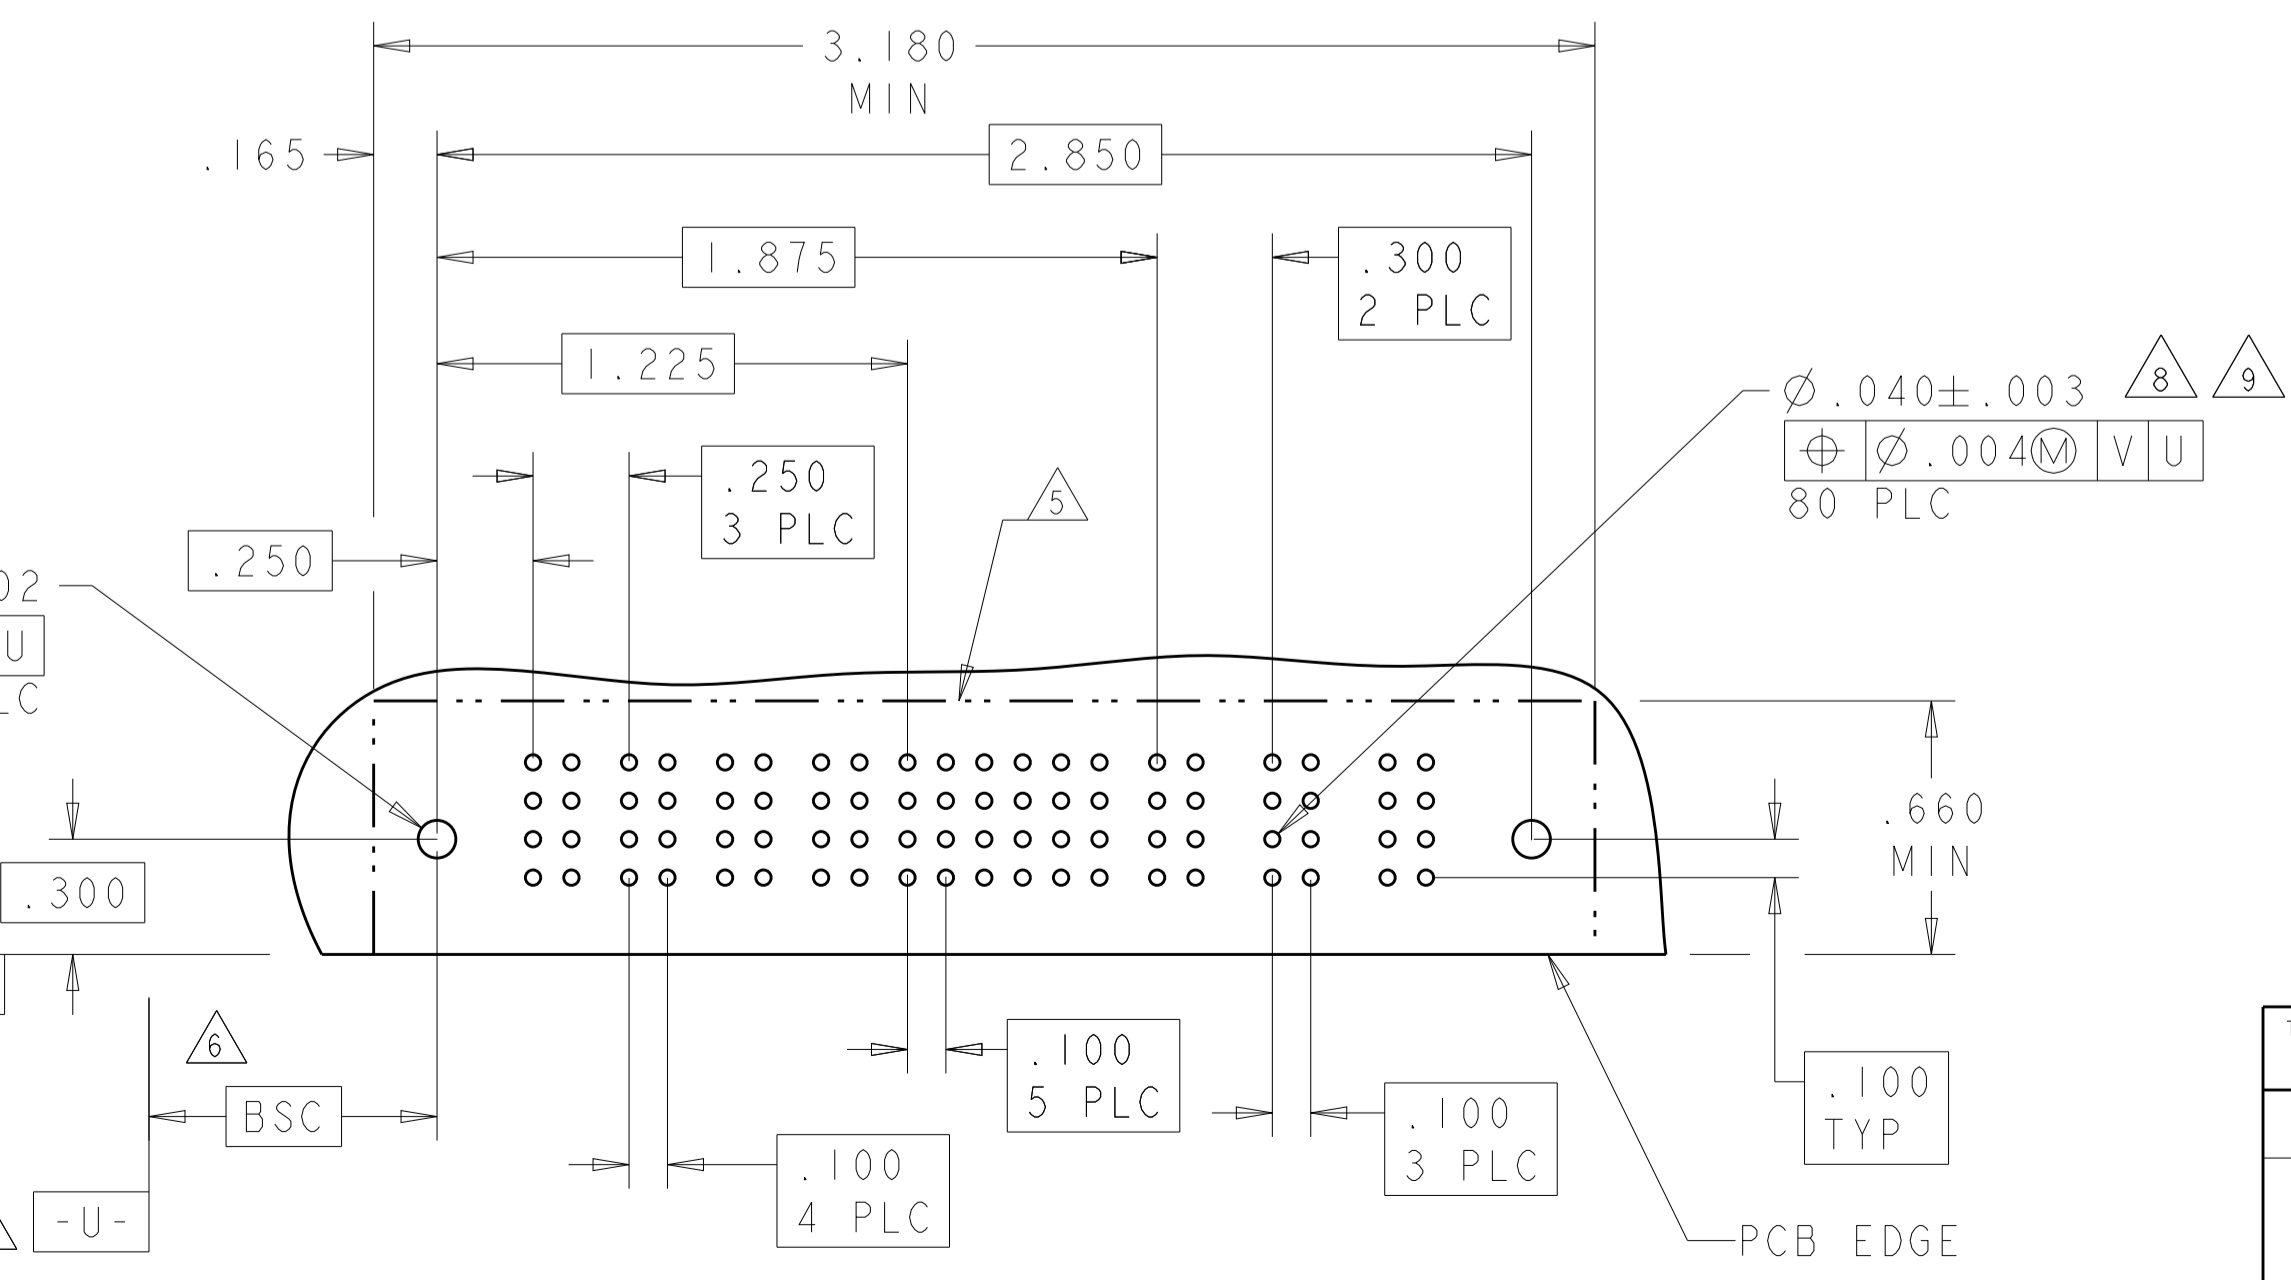 3.180
MIN
.165
2.850
1.875
.300
2 PLC
1.225
Ø.040±.003
8
9
⌖ Ø.004Ⓜ V U
80 PLC
.250
3 PLC
5
.250
02
U
LC
.660
MIN
.300
6
BSC
.100
5 PLC
.100
TYP
.100
3 PLC
.100
4 PLC
-U-
PCB EDGE